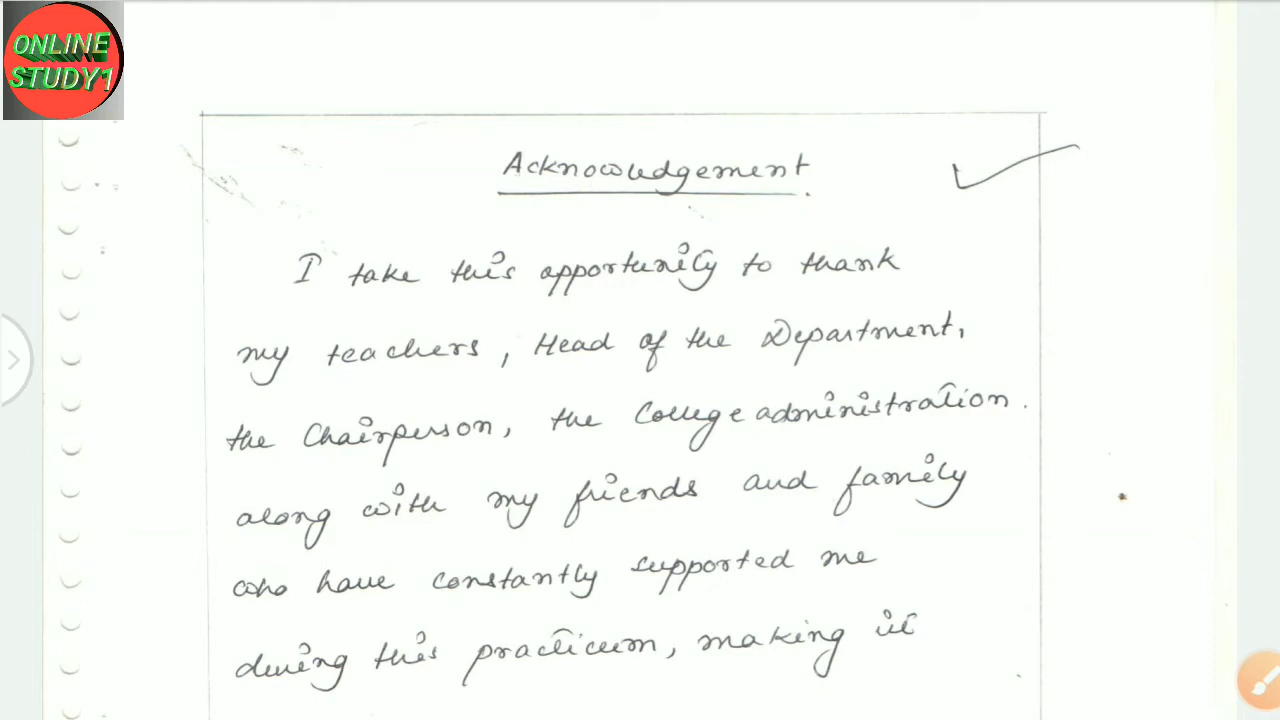 ONLINE
STUDY1
Acknowledgement.
I take this opportunity to thank
my teachers, Head of the Department,
the Chairperson, the College administration.
along with my friends and family
who have constantly supported me
during this practicum, making it